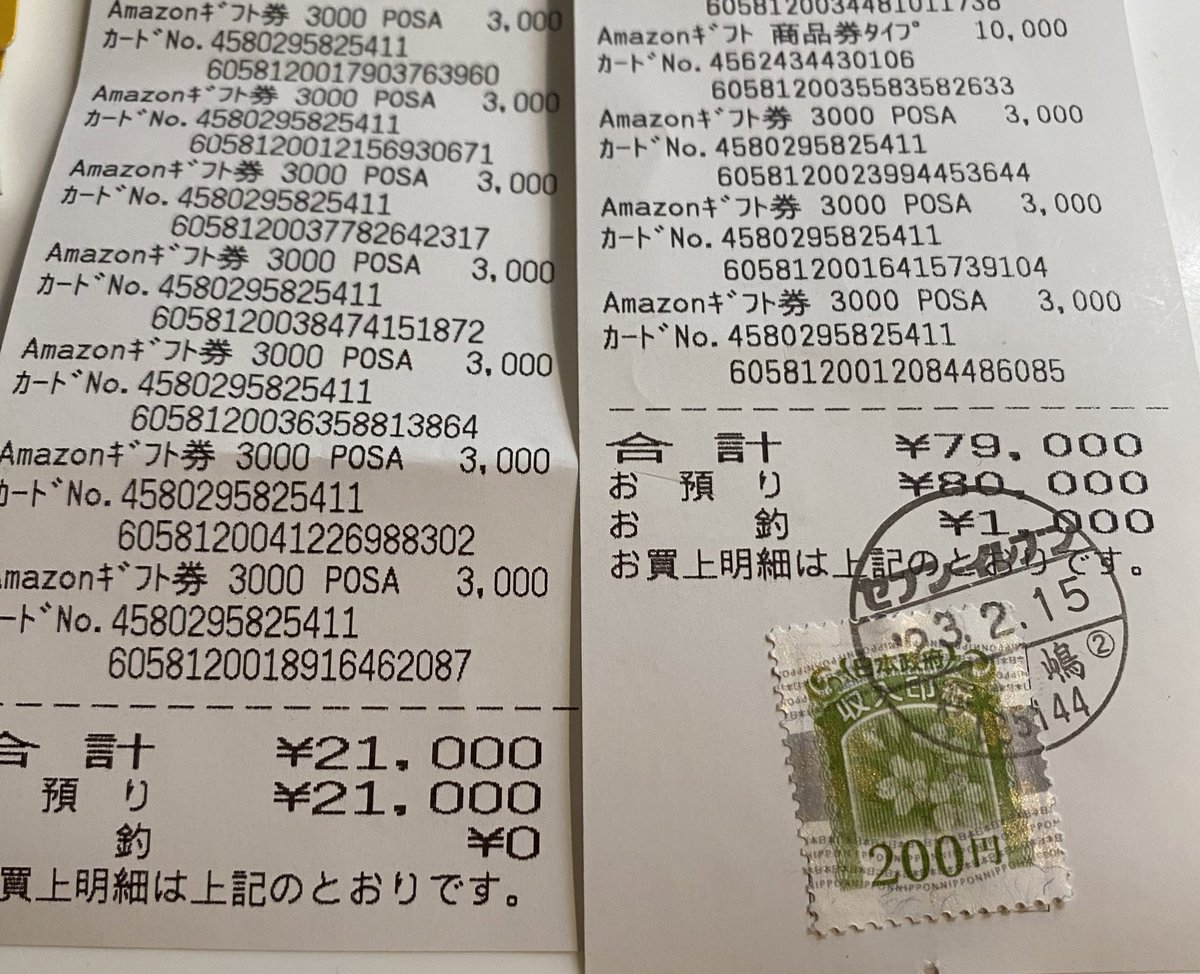 Amazonｷﾞﾌﾄ券 3000 POSA 3,000
ｶｰﾄﾞNo. 4580295825411
6058120017903763960
Amazonｷﾞﾌﾄ券 3000 POSA 3,000
ｶｰﾄﾞNo. 4580295825411
6058120012156930671
Amazonｷﾞﾌﾄ券 3000 POSA 3,000
ｶｰﾄﾞNo. 4580295825411
6058120037782642317
Amazonｷﾞﾌﾄ券 3000 POSA 3,000
ｶｰﾄﾞNo. 4580295825411
6058120038474151872
Amazonｷﾞﾌﾄ券 3000 POSA 3,000
ｶｰﾄﾞNo. 4580295825411
6058120036358813864
Amazonｷﾞﾌﾄ券 3000 POSA 3,000
ｶｰﾄﾞNo. 4580295825411
6058120041226988302
mazonｷﾞﾌﾄ券 3000 POSA 3,000
ｰﾄﾞNo. 4580295825411
6058120018916462087
合 計 ¥21,000
預 り ¥21,000
釣 ¥0
買上明細は上記のとおりです。
6058120034481011738
Amazonｷﾞﾌﾄ 商品券ﾀｲﾌﾟ 10,000
ｶｰﾄﾞNo. 4562434430106
6058120035583582633
Amazonｷﾞﾌﾄ券 3000 POSA 3,000
ｶｰﾄﾞNo. 4580295825411
6058120023994453644
Amazonｷﾞﾌﾄ券 3000 POSA 3,000
ｶｰﾄﾞNo. 4580295825411
6058120016415739104
Amazonｷﾞﾌﾄ券 3000 POSA 3,000
ｶｰﾄﾞNo. 4580295825411
6058120012084486085
合 計 ¥79,000
お 預 り ¥80,000
お 釣 ¥1,000
お買上明細は上記のとおりです。
セブン-イレブン
'23.2.15
嶋②
日本政府
収入印紙
200円